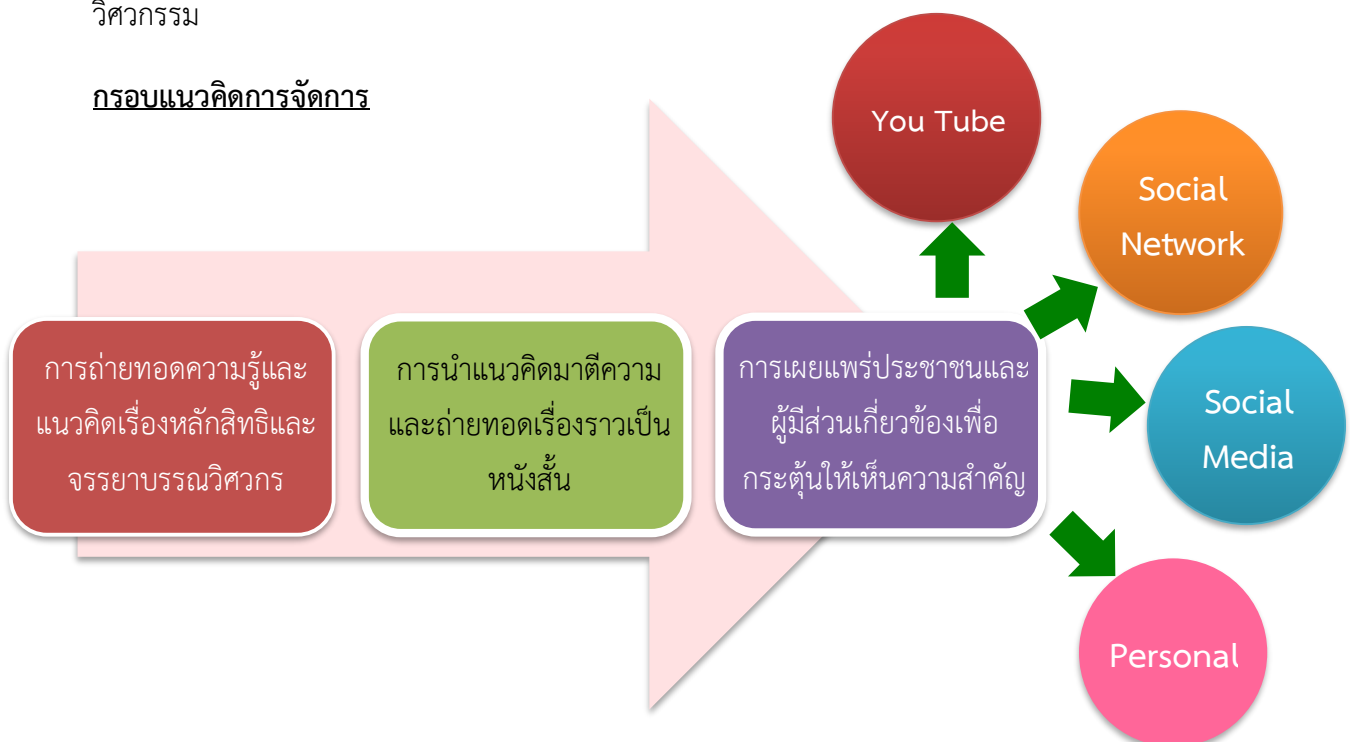 วิศวกรรม
กรอบแนวคิดการจัดการ
You Tube
Social
Network
การถ่ายทอดความรู้และ
แนวคิดเรื่องหลักสิทธิและ
จรรยาบรรณวิศวกร
การนำแนวคิดมาตีความ
และถ่ายทอดเรื่องราวเป็น
หนังสั้น
การเผยแพร่ประชาชนและ
ผู้มีส่วนเกี่ยวข้องเพื่อ
กระตุ้นให้เห็นความสำคัญ
Social
Media
Personal